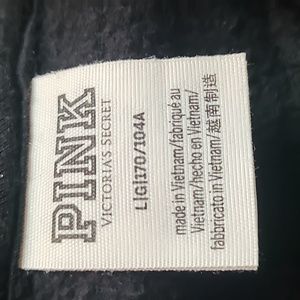 PINK
VICTORIA'S SECRET
L|G|170/104A
made in Vietnam/fabriqué au
Vietnam/hecho en Vietnam/
fabbricato in Vietnam/越南制造